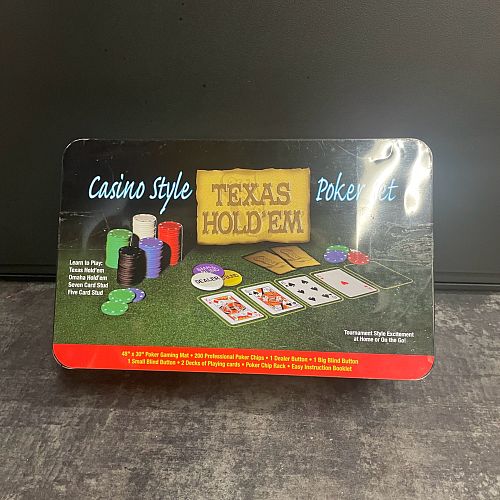 Casino Style
TEXAS
HOLD'EM
Poker Set
Learn to Play:
Texas Hold'em
Omaha Hold'em
Seven Card Stud
Five Card Stud
DEALER
Tournament Style Excitement
at Home or On the Go!
48" x 30" Poker Gaming Mat • 200 Professional Poker Chips • 1 Dealer Button • 1 Big Blind Button
1 Small Blind Button • 2 Decks of Playing cards • Poker Chip Rack • Easy Instruction Booklet